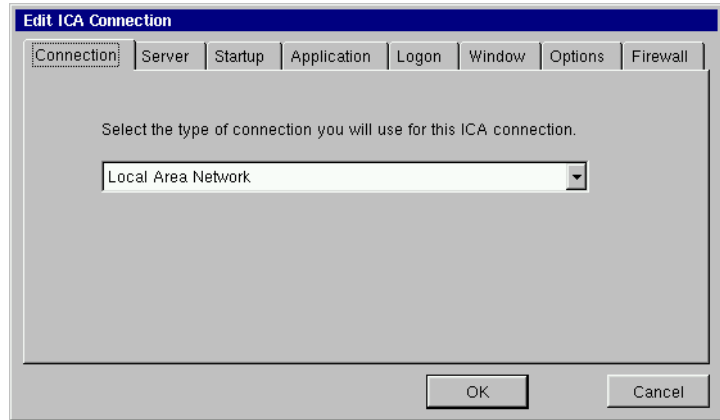 Edit ICA Connection
Connection Server Startup Application Logon Window Options Firewall
Select the type of connection you will use for this ICA connection.
Local Area Network
OK Cancel